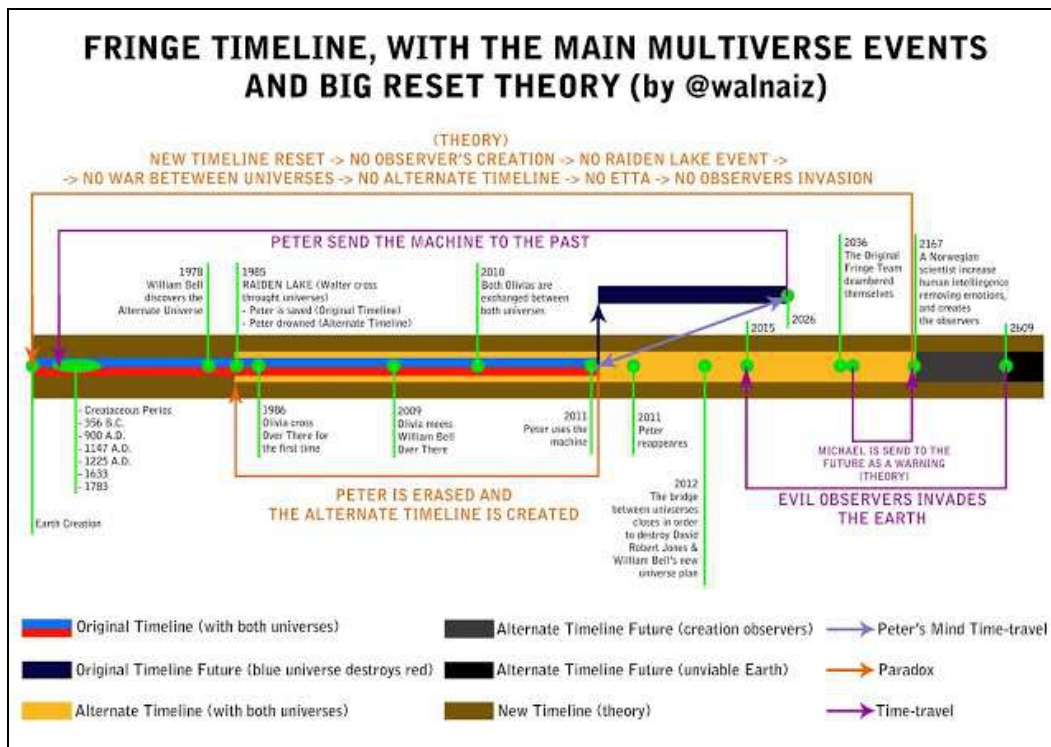 FRINGE TIMELINE, WITH THE MAIN MULTIVERSE EVENTS
AND BIG RESET THEORY (by @walnaiz)
(THEORY)
NEW TIMELINE RESET -> NO OBSERVER'S CREATION -> NO RAIDEN LAKE EVENT ->
-> NO WAR BETEWEEN UNIVERSES -> NO ALTERNATE TIMELINE -> NO ETTA -> NO OBSERVERS INVASION
PETER SEND THE MACHINE TO THE PAST
1978
William Bell
discovers the
Alternate Universe
1985
RAIDEN LAKE (Walter cross
throught universes)
- Peter is saved (Original Timeline)
- Peter drowned (Alternate Timeline)
2010
Both Olivias are
exchanged between
both universes
2026
2015
2036
The Original
Fringe Team
deambered
themselves
2167
A Norwegian
scientist increase
human intelliegence
removing emotions,
and creates
the observers
2609
- Creataceous Perios
- 356 B.C.
- 900 A.D.
- 1147 A.D.
- 1225 A.D.
- 1633
- 1783
Earth Creation
1986
Olivia cross
Over There for
the first time
2009
Olivia meets
William Bell
Over There
2011
Peter uses the
machine
2011
Peter
reappeares
2012
The bridge
between univserses
closes in order
to destroy David
Robert Jones &
William Bell's new
universe plan
PETER IS ERASED AND
THE ALTERNATE TIMELINE IS CREATED
MICHAEL IS SEND TO THE
FUTURE AS A WARNING
(THEORY)
EVIL OBSERVERS INVADES
THE EARTH
Original Timeline (with both universes)
Original Timeline Future (blue universe destroys red)
Alternate Timeline (with both universes)
Alternate Timeline Future (creation observers)
Alternate Timeline Future (unviable Earth)
New Timeline (theory)
Peter's Mind Time-travel
Paradox
Time-travel